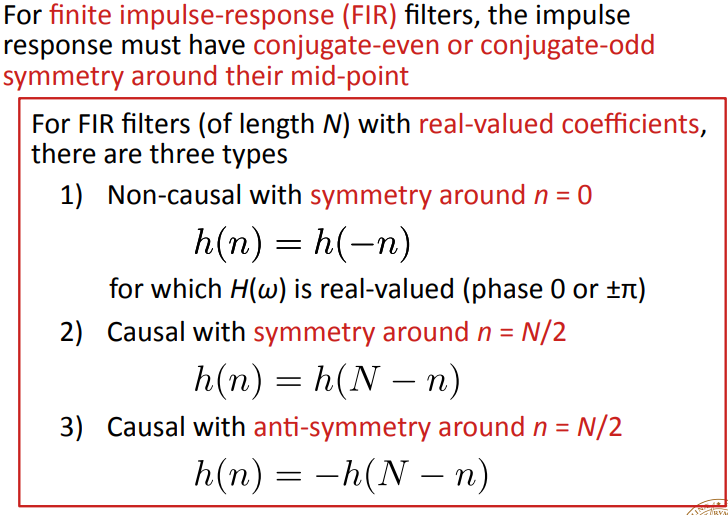 For finite impulse-response (FIR) filters, the impulse
response must have conjugate-even or conjugate-odd
symmetry around their mid-point
For FIR filters (of length N) with real-valued coefficients,
there are three types
1) Non-causal with symmetry around n = 0
h(n) = h(−n)
for which H(ω) is real-valued (phase 0 or ±π)
2) Causal with symmetry around n = N/2
h(n) = h(N − n)
3) Causal with anti-symmetry around n = N/2
h(n) = −h(N − n)